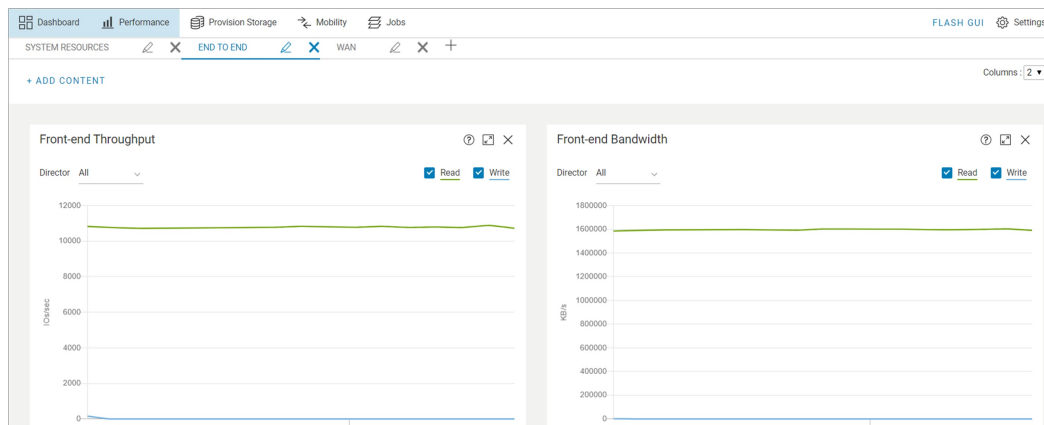 Dashboard Performance Provision Storage Mobility Jobs FLASH GUI Settings
SYSTEM RESOURCES END TO END WAN
+ ADD CONTENT Columns : 2
Front-end Throughput
Director All Read Write
12000
10000
8000
6000
4000
2000
0
IOs/sec
Front-end Bandwidth
Director All Read Write
1800000
1600000
1400000
1200000
1000000
800000
600000
400000
200000
0
KB/s